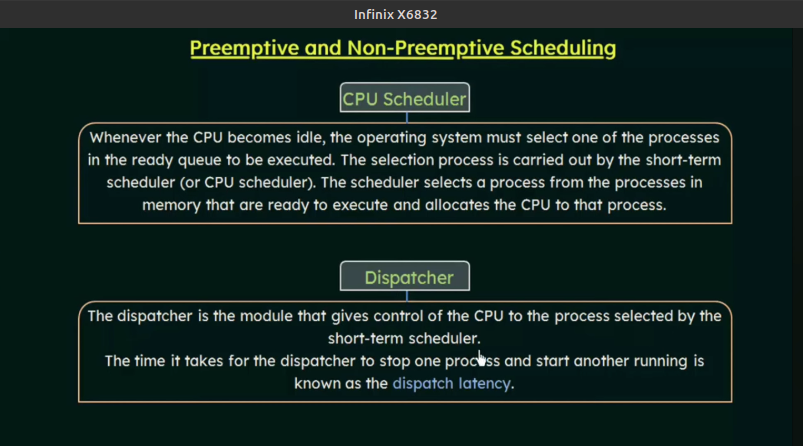 Infinix X6832
Preemptive and Non-Preemptive Scheduling
CPU Scheduler
Whenever the CPU becomes idle, the operating system must select one of the processes
in the ready queue to be executed. The selection process is carried out by the short-term
scheduler (or CPU scheduler). The scheduler selects a process from the processes in
memory that are ready to execute and allocates the CPU to that process.
Dispatcher
The dispatcher is the module that gives control of the CPU to the process selected by the
short-term scheduler.
The time it takes for the dispatcher to stop one process and start another running is
known as the dispatch latency.